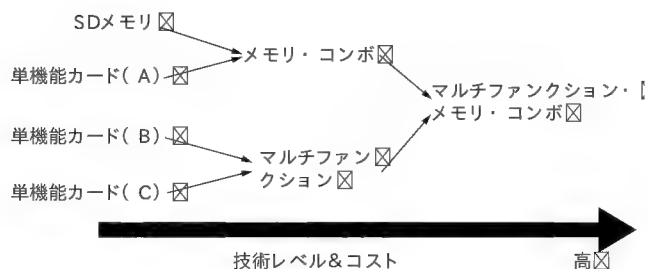 SDメモリ
メモリ・コンボ
単機能カード(A)
マルチファンクション・
メモリ・コンボ
単機能カード(B)
マルチファン
クション
単機能カード(C)
技術レベル&コスト
高